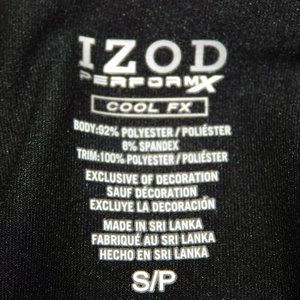 IZOD
PERFORMX
COOL FX
BODY:92% POLYESTER / POLIÉSTER
8% SPANDEX
TRIM:100% POLYESTER / POLIÉSTER
EXCLUSIVE OF DECORATION
SAUF DÉCORATION
EXCLUYE LA DECORACIÓN
MADE IN SRI LANKA
FABRIQUÉ AU SRI LANKA
HECHO EN SRI LANKA
S/P